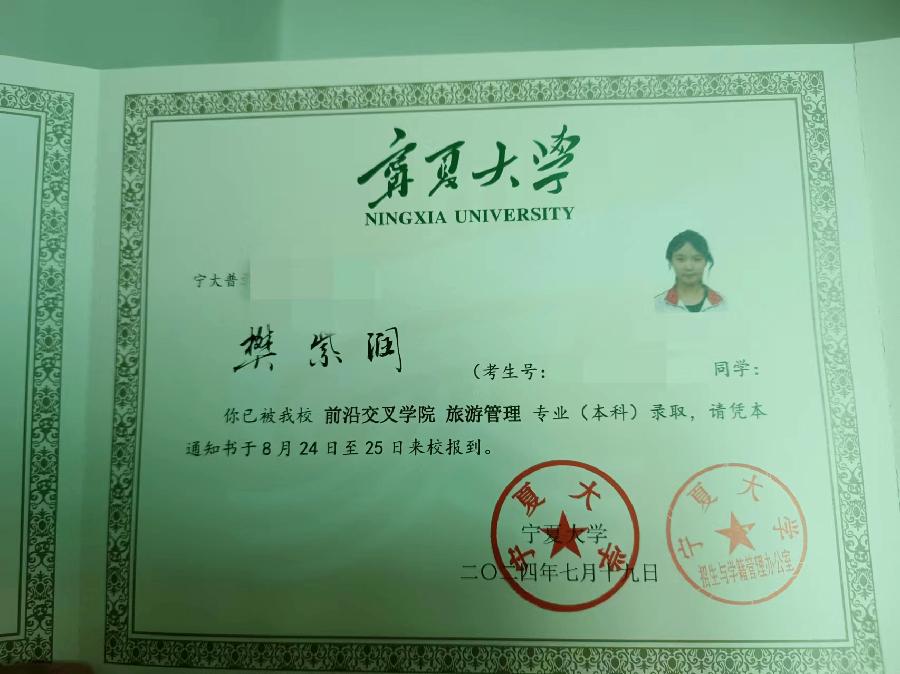 宁夏大学
NINGXIA UNIVERSITY
宁大普
樊紫润
(考生号: 同学:
你已被我校 前沿交叉学院 旅游管理 专业（本科）录取，请凭本
通知书于8月24日至25日来校报到。
宁夏大学
二〇二四年七月十九日
宁夏大学
宁夏大学
招生与学籍管理办公室